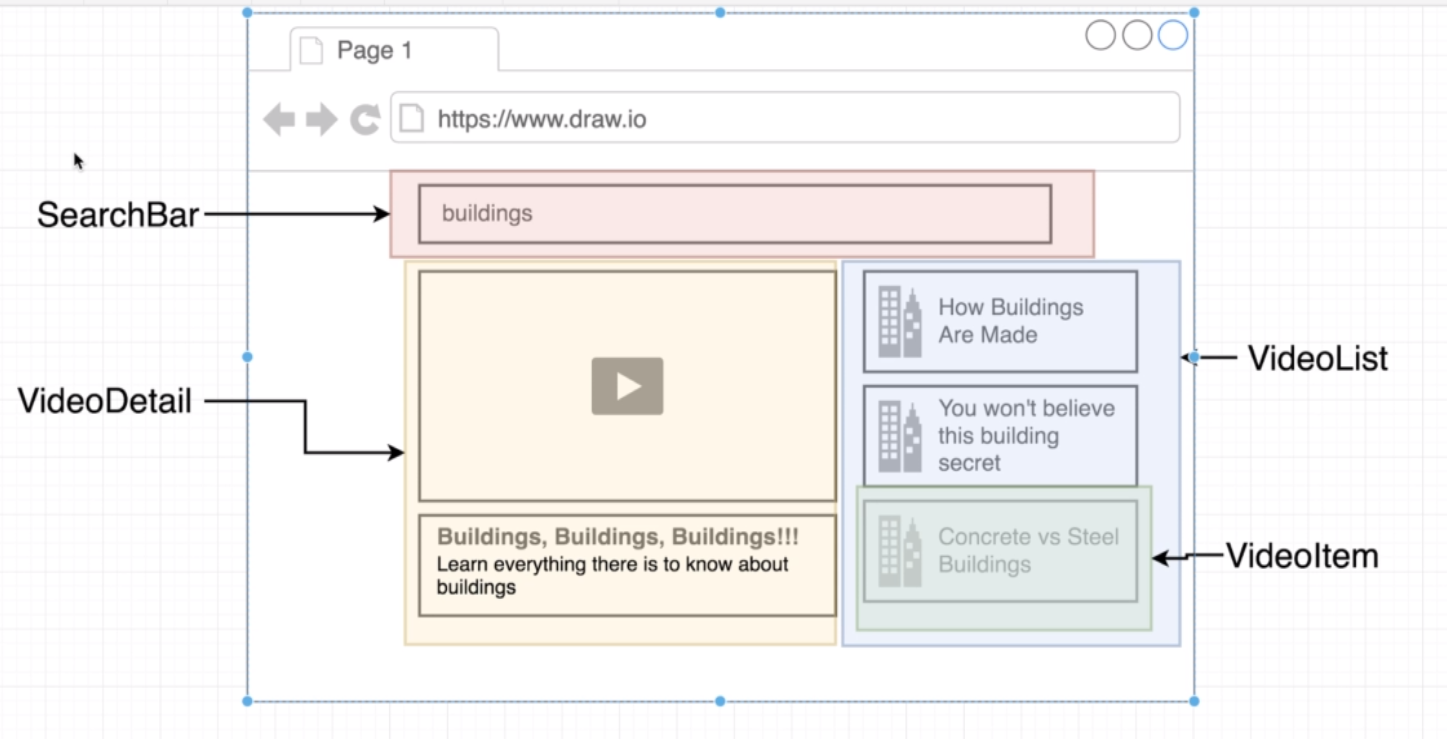 Page 1
https://www.draw.io
SearchBar
buildings
VideoDetail
Buildings, Buildings, Buildings!!!
Learn everything there is to know about
buildings
How Buildings
Are Made
You won't believe
this building
secret
Concrete vs Steel
Buildings
VideoList
VideoItem